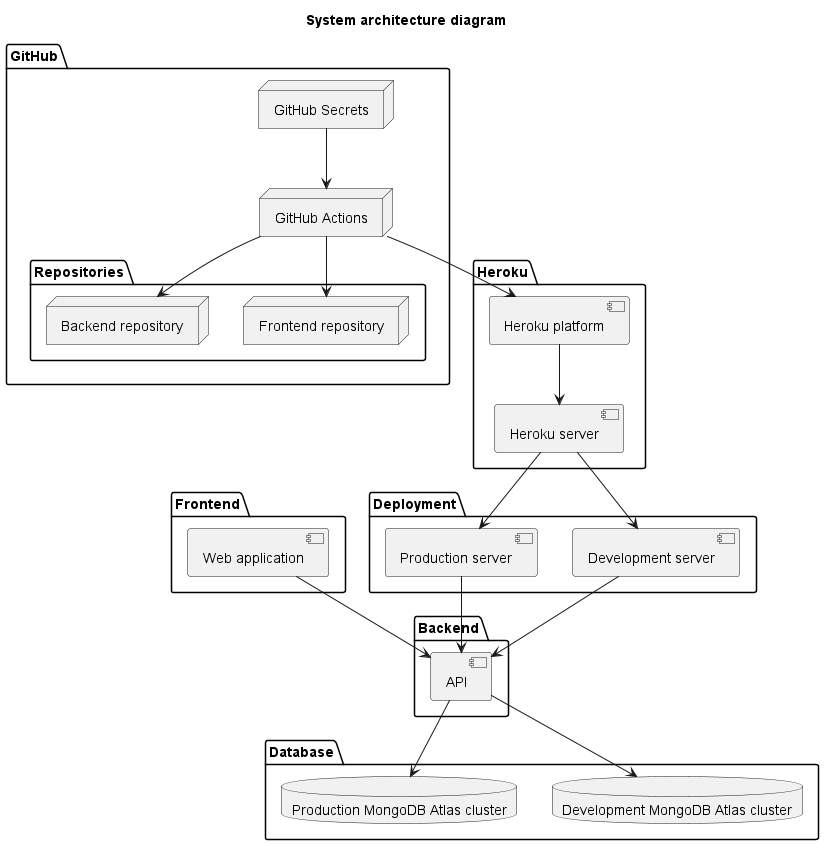 System architecture diagram
GitHub
GitHub Secrets
GitHub Actions
Repositories
Backend repository
Frontend repository
Heroku
Heroku platform
Heroku server
Frontend
Web application
Deployment
Production server
Development server
Backend
API
Database
Production MongoDB Atlas cluster
Development MongoDB Atlas cluster